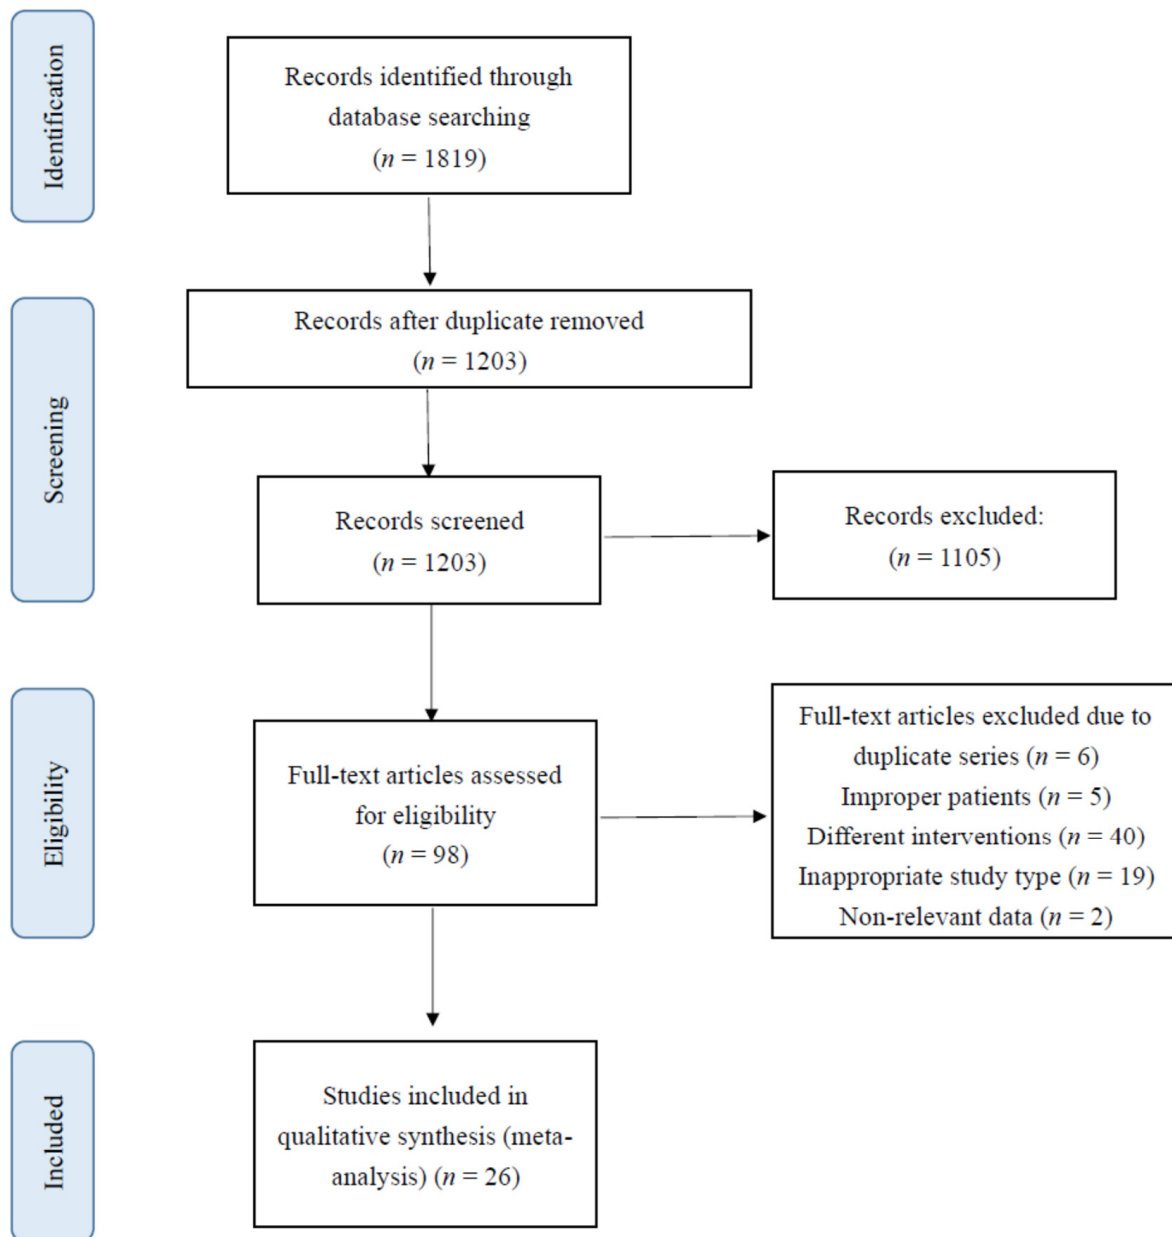 Identification
Records identified through
database searching
(n = 1819)
Screening
Records after duplicate removed
(n = 1203)
Records screened
(n = 1203)
Records excluded:
(n = 1105)
Eligibility
Full-text articles assessed
for eligibility
(n = 98)
Full-text articles excluded due to
duplicate series (n = 6)
Improper patients (n = 5)
Different interventions (n = 40)
Inappropriate study type (n = 19)
Non-relevant data (n = 2)
Included
Studies included in
qualitative synthesis (meta-
analysis) (n = 26)